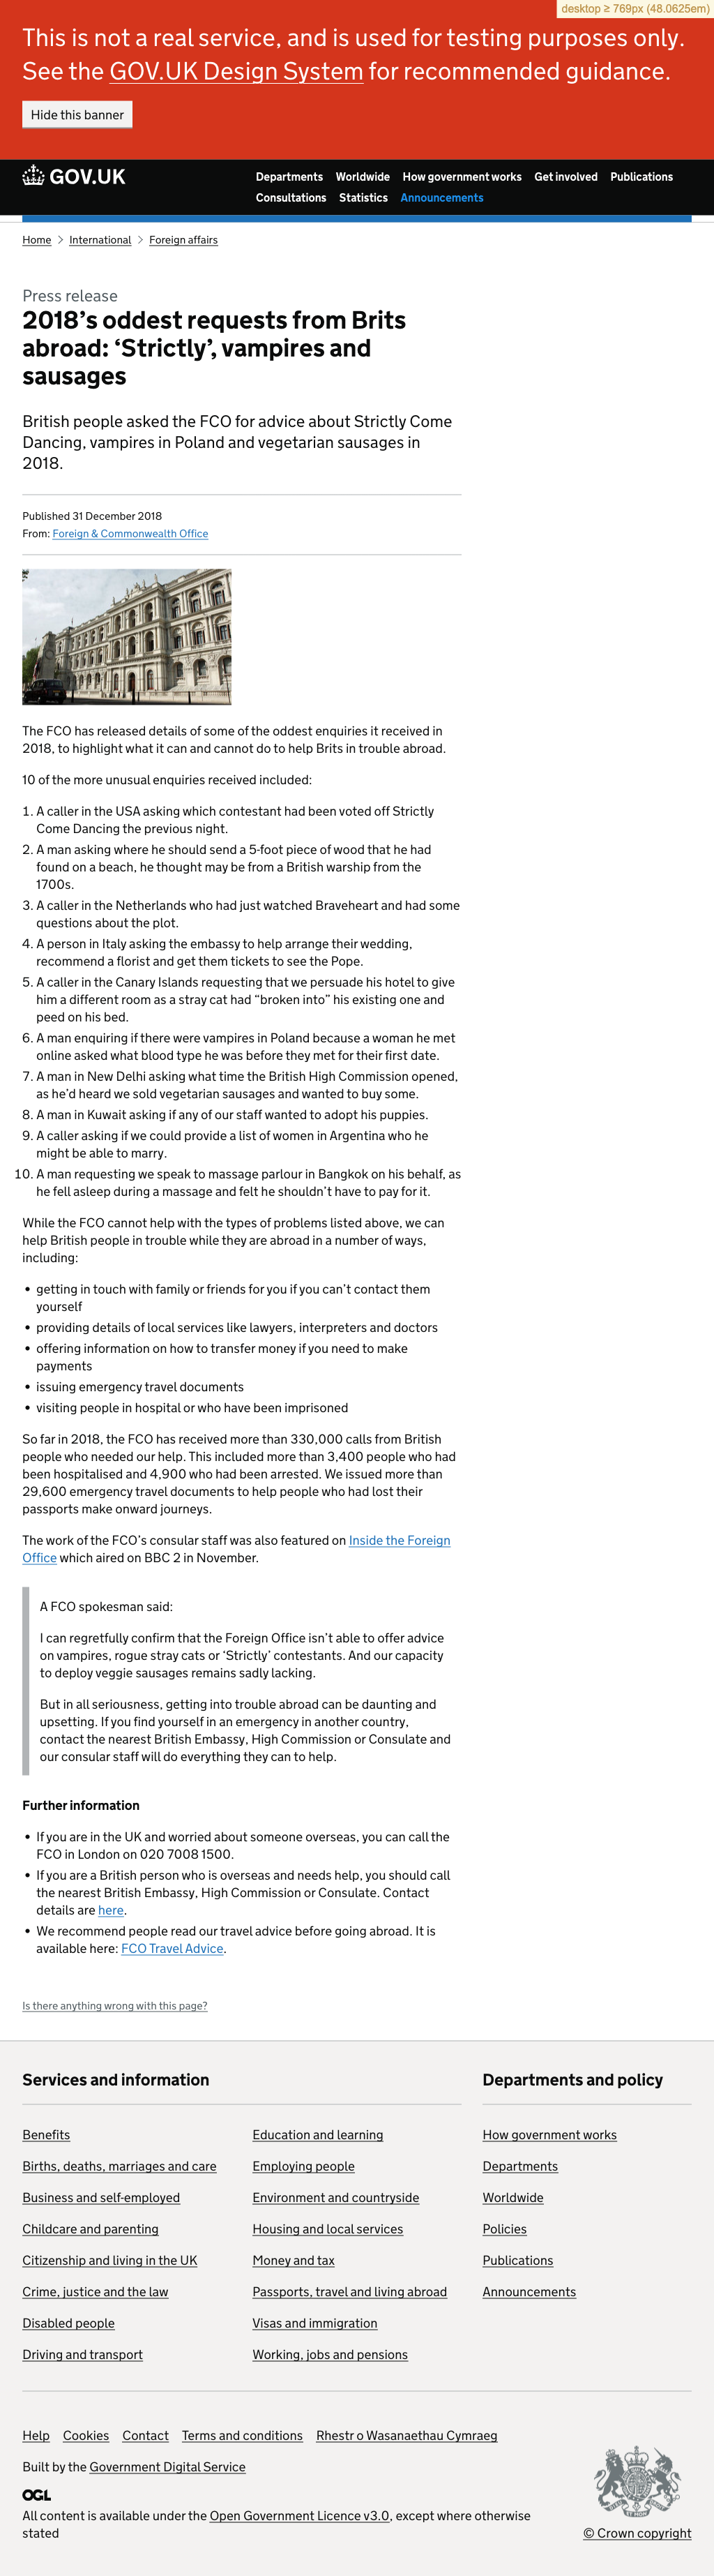 desktop ≥ 769px (48.0625em)
This is not a real service, and is used for testing purposes only.
See the GOV.UK Design System for recommended guidance.
Hide this banner
GOV.UK
Departments Worldwide How government works Get involved Publications
Consultations Statistics Announcements
Home International Foreign affairs
Press release
2018’s oddest requests from Brits
abroad: ‘Strictly’, vampires and
sausages
British people asked the FCO for advice about Strictly Come
Dancing, vampires in Poland and vegetarian sausages in
2018.
Published 31 December 2018
From: Foreign & Commonwealth Office
The FCO has released details of some of the oddest enquiries it received in
2018, to highlight what it can and cannot do to help Brits in trouble abroad.
10 of the more unusual enquiries received included:
1. A caller in the USA asking which contestant had been voted off Strictly
Come Dancing the previous night.
2. A man asking where he should send a 5-foot piece of wood that he had
found on a beach, he thought may be from a British warship from the
1700s.
3. A caller in the Netherlands who had just watched Braveheart and had some
questions about the plot.
4. A person in Italy asking the embassy to help arrange their wedding,
recommend a florist and get them tickets to see the Pope.
5. A caller in the Canary Islands requesting that we persuade his hotel to give
him a different room as a stray cat had “broken into” his existing one and
peed on his bed.
6. A man enquiring if there were vampires in Poland because a woman he met
online asked what blood type he was before they met for their first date.
7. A man in New Delhi asking what time the British High Commission opened,
as he’d heard we sold vegetarian sausages and wanted to buy some.
8. A man in Kuwait asking if any of our staff wanted to adopt his puppies.
9. A caller asking if we could provide a list of women in Argentina who he
might be able to marry.
10. A man requesting we speak to massage parlour in Bangkok on his behalf, as
he fell asleep during a massage and felt he shouldn’t have to pay for it.
While the FCO cannot help with the types of problems listed above, we can
help British people in trouble while they are abroad in a number of ways,
including:
• getting in touch with family or friends for you if you can’t contact them
yourself
• providing details of local services like lawyers, interpreters and doctors
• offering information on how to transfer money if you need to make
payments
• issuing emergency travel documents
• visiting people in hospital or who have been imprisoned
So far in 2018, the FCO has received more than 330,000 calls from British
people who needed our help. This included more than 3,400 people who had
been hospitalised and 4,900 who had been arrested. We issued more than
29,600 emergency travel documents to help people who had lost their
passports make onward journeys.
The work of the FCO’s consular staff was also featured on Inside the Foreign
Office which aired on BBC 2 in November.
A FCO spokesman said:
I can regretfully confirm that the Foreign Office isn’t able to offer advice
on vampires, rogue stray cats or ‘Strictly’ contestants. And our capacity
to deploy veggie sausages remains sadly lacking.
But in all seriousness, getting into trouble abroad can be daunting and
upsetting. If you find yourself in an emergency in another country,
contact the nearest British Embassy, High Commission or Consulate and
our consular staff will do everything they can to help.
Further information
• If you are in the UK and worried about someone overseas, you can call the
FCO in London on 020 7008 1500.
• If you are a British person who is overseas and needs help, you should call
the nearest British Embassy, High Commission or Consulate. Contact
details are here.
• We recommend people read our travel advice before going abroad. It is
available here: FCO Travel Advice.
Is there anything wrong with this page?
Services and information
Benefits
Births, deaths, marriages and care
Business and self-employed
Childcare and parenting
Citizenship and living in the UK
Crime, justice and the law
Disabled people
Driving and transport
Education and learning
Employing people
Environment and countryside
Housing and local services
Money and tax
Passports, travel and living abroad
Visas and immigration
Working, jobs and pensions
Departments and policy
How government works
Departments
Worldwide
Policies
Publications
Announcements
Help Cookies Contact Terms and conditions Rhestr o Wasanaethau Cymraeg
Built by the Government Digital Service
OGL
All content is available under the Open Government Licence v3.0, except where otherwise
stated
© Crown copyright